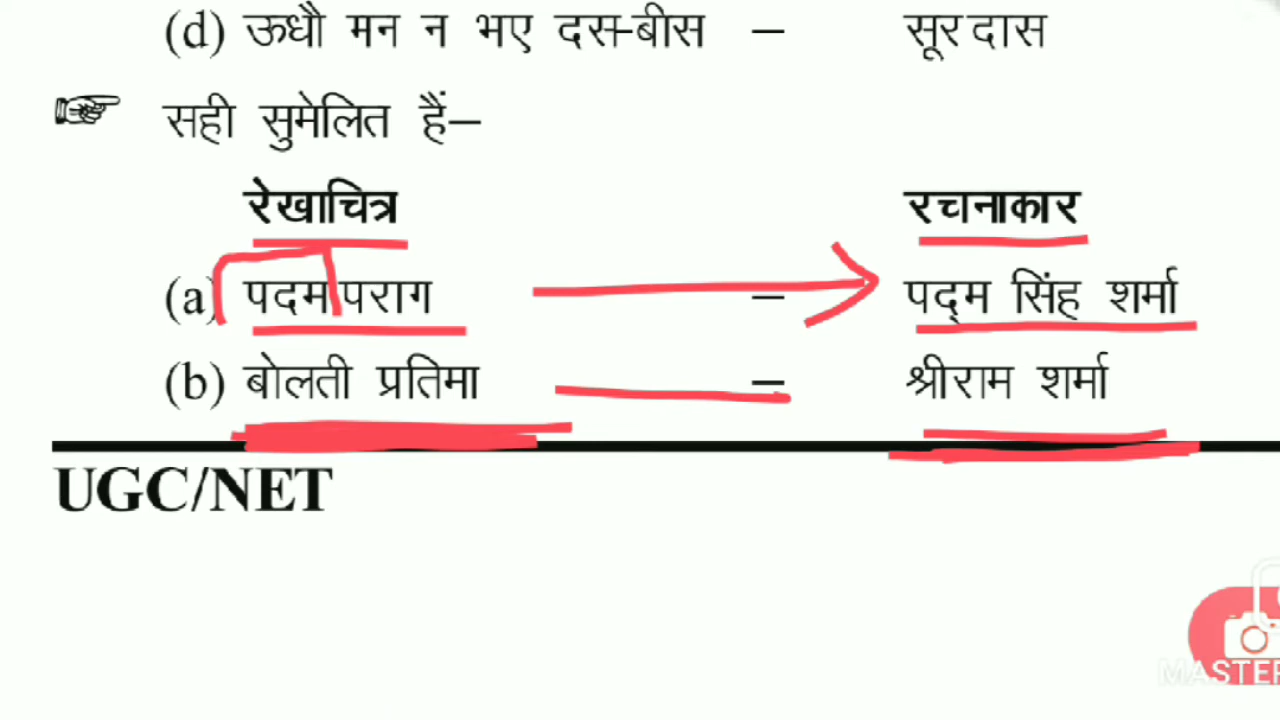 (d) ऊधौ मन न भए दस-बीस – सूरदास
सही सुमेलित हैं–
रेखाचित्र रचनाकार
(a) पदम पराग – पद्म सिंह शर्मा
(b) बोलती प्रतिमा – श्रीराम शर्मा
UGC/NET